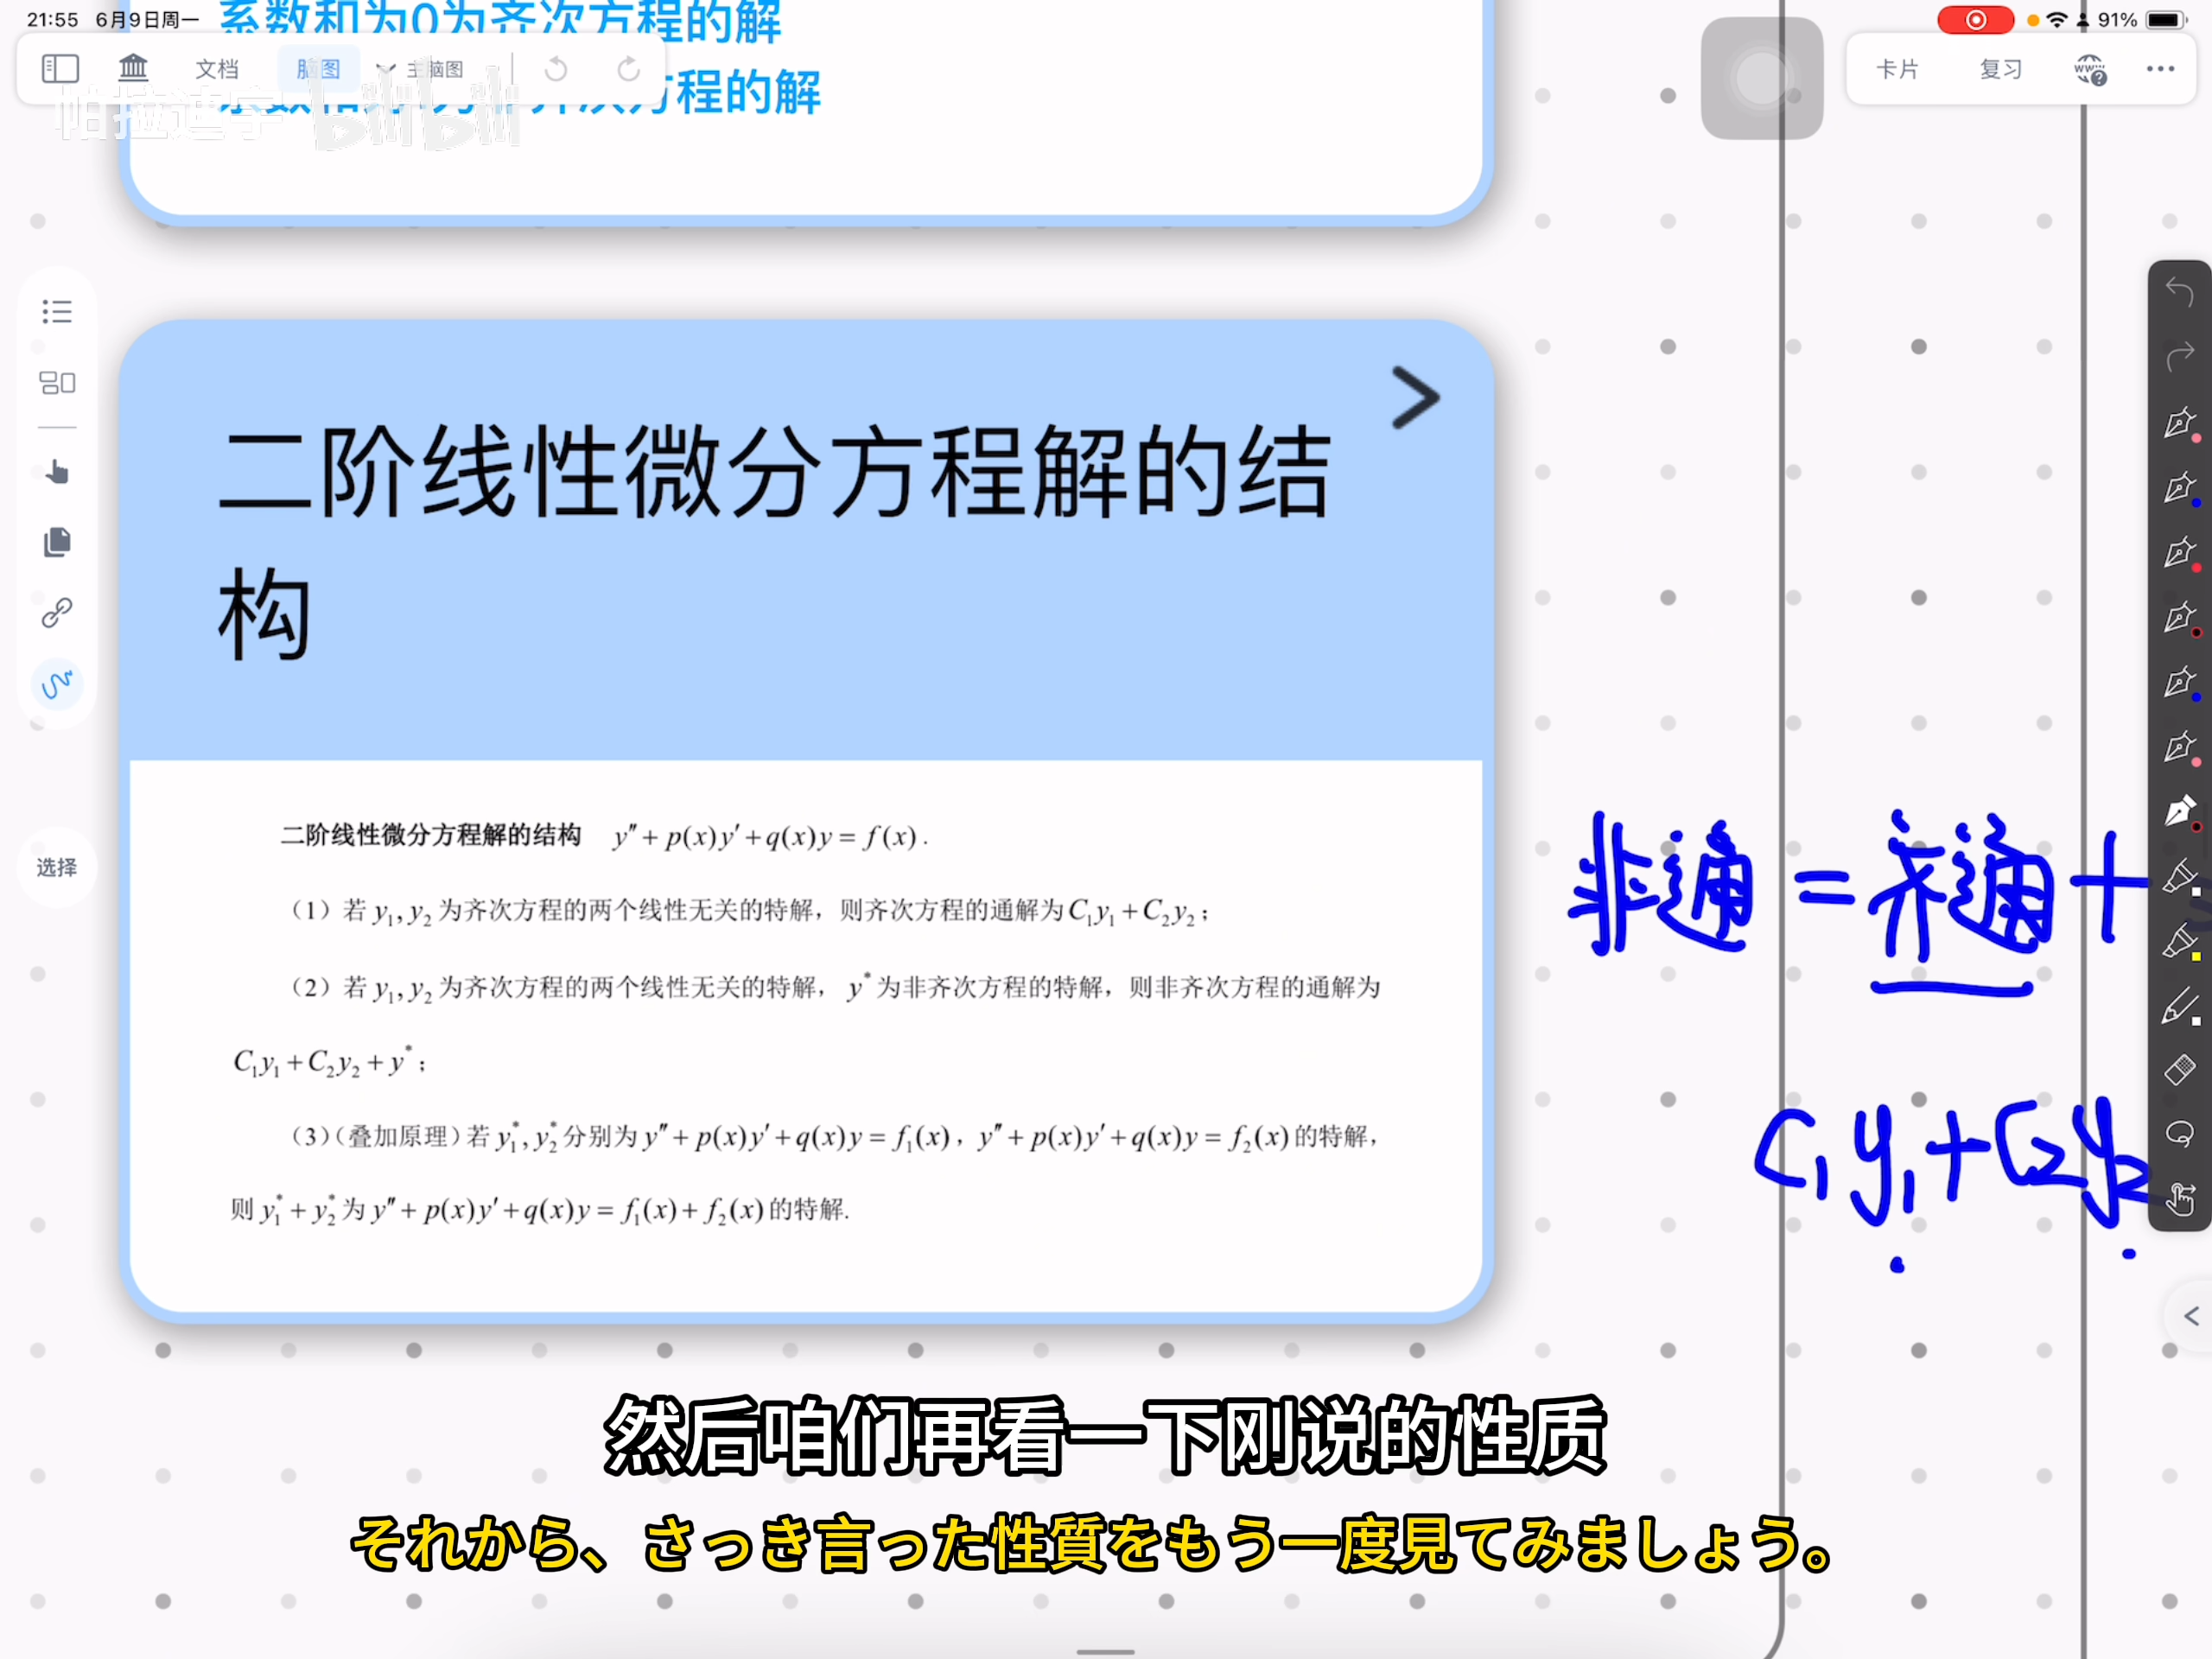 21:55 6月9日周一
91%
系数和为0为齐次方程的解
文档
脑图
主脑图
卡片
复习
帕拉迪宇 bilibili
方程的解
二阶线性微分方程解的结
构
二阶线性微分方程解的结构 y″ + p(x)y′ + q(x)y = f(x) .
（1）若 y₁, y₂ 为齐次方程的两个线性无关的特解，则齐次方程的通解为 C₁y₁ + C₂y₂；
（2）若 y₁, y₂ 为齐次方程的两个线性无关的特解， y* 为非齐次方程的特解，则非齐次方程的通解为
C₁y₁ + C₂y₂ + y*；
（3）（叠加原理）若 y₁*, y₂* 分别为 y″ + p(x)y′ + q(x)y = f₁(x)，y″ + p(x)y′ + q(x)y = f₂(x) 的特解，
则 y₁* + y₂* 为 y″ + p(x)y′ + q(x)y = f₁(x) + f₂(x) 的特解.
选择
非通 = 齐通 +
C₁y₁ + C₂y₂
然后咱们再看一下刚说的性质
それから、さっき言った性質をもう一度見てみましょう。